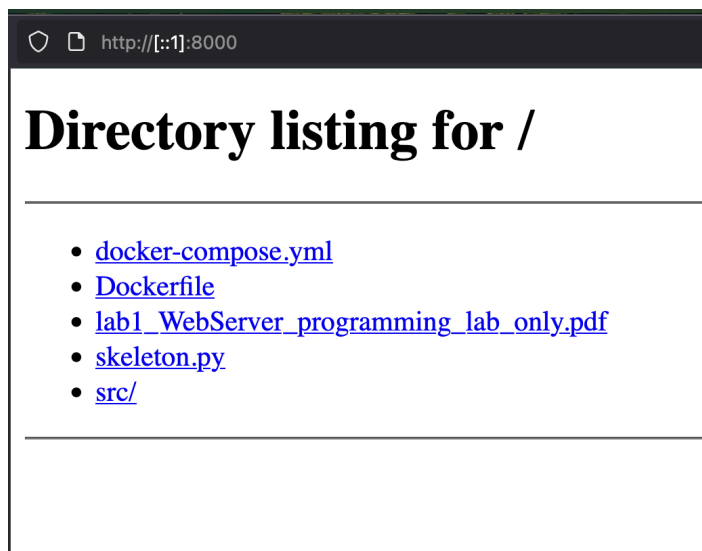 http://[::1]:8000
Directory listing for /
docker-compose.yml
Dockerfile
lab1_WebServer_programming_lab_only.pdf
skeleton.py
src/